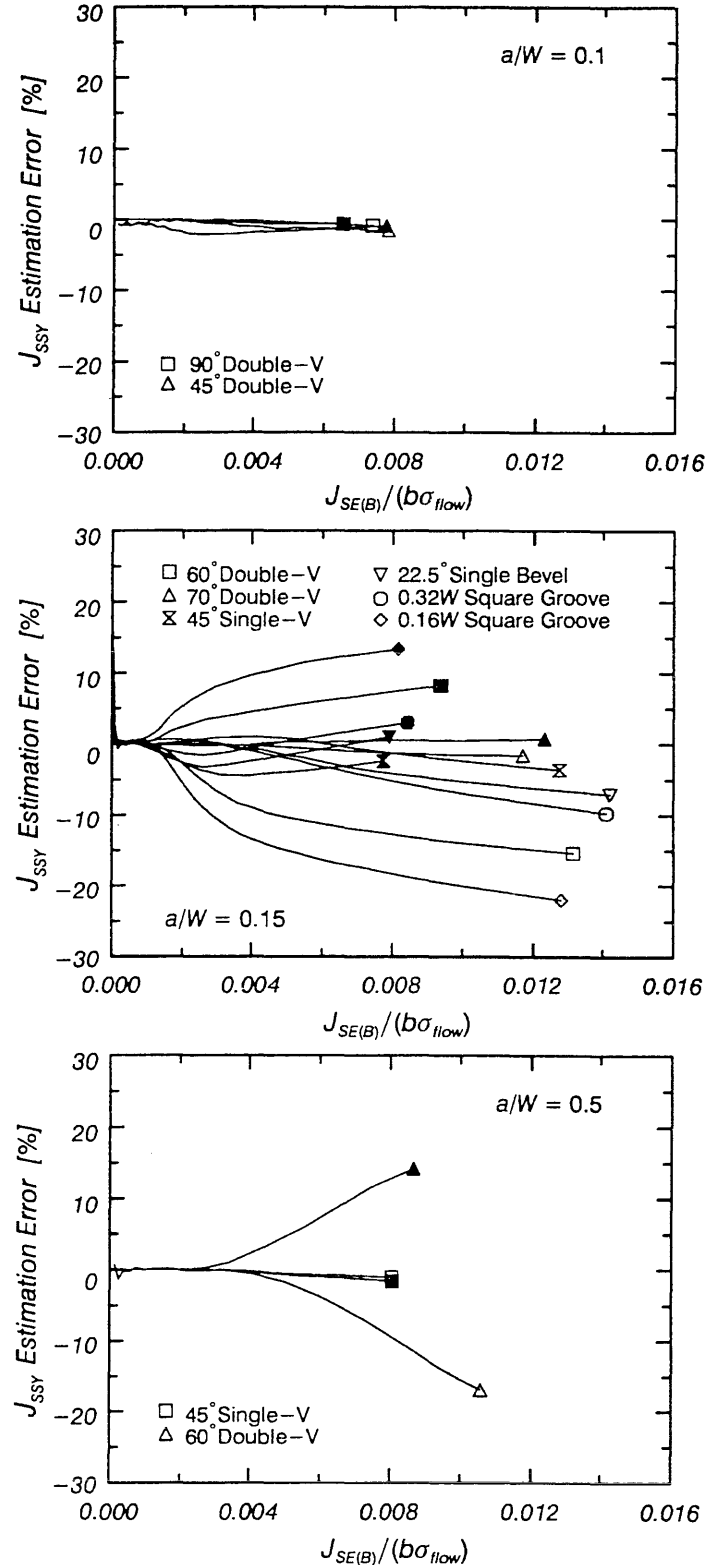 30
20
10
0
−10
−20
−30
J_SSY Estimation Error [%]
a/W = 0.1
□ 90° Double−V
△ 45° Double−V
0.000 0.004 0.008 0.012 0.016
J_SE(B)/(bσ_flow)
30
20
10
0
−10
−20
−30
J_SSY Estimation Error [%]
□ 60° Double−V
△ 70° Double−V
⧖ 45° Single−V
▽ 22.5° Single Bevel
○ 0.32W Square Groove
◇ 0.16W Square Groove
a/W = 0.15
0.000 0.004 0.008 0.012 0.016
J_SE(B)/(bσ_flow)
30
20
10
0
−10
−20
−30
J_SSY Estimation Error [%]
a/W = 0.5
□ 45° Single−V
△ 60° Double−V
0.000 0.004 0.008 0.012 0.016
J_SE(B)/(bσ_flow)